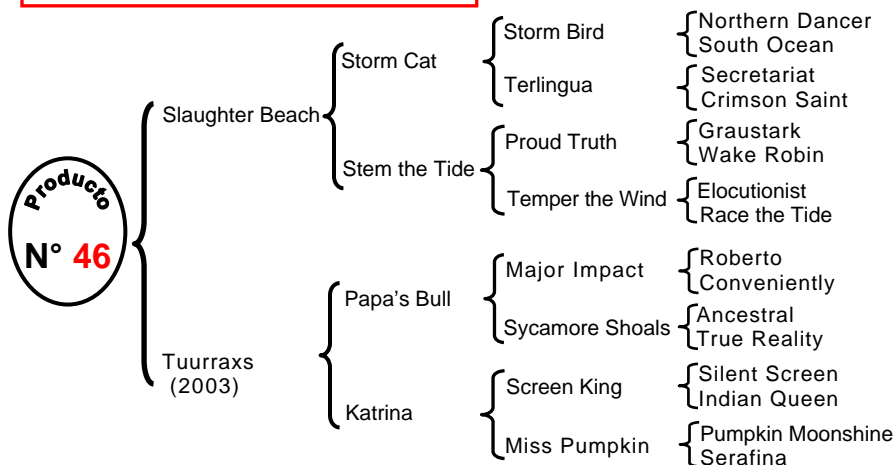 Producto
N° 46
Slaughter Beach
Tuurraxs
(2003)
Storm Cat
Stem the Tide
Papa's Bull
Katrina
Storm Bird
Terlingua
Proud Truth
Temper the Wind
Major Impact
Sycamore Shoals
Screen King
Miss Pumpkin
Northern Dancer
South Ocean
Secretariat
Crimson Saint
Graustark
Wake Robin
Elocutionist
Race the Tide
Roberto
Conveniently
Ancestral
True Reality
Silent Screen
Indian Queen
Pumpkin Moonshine
Serafina